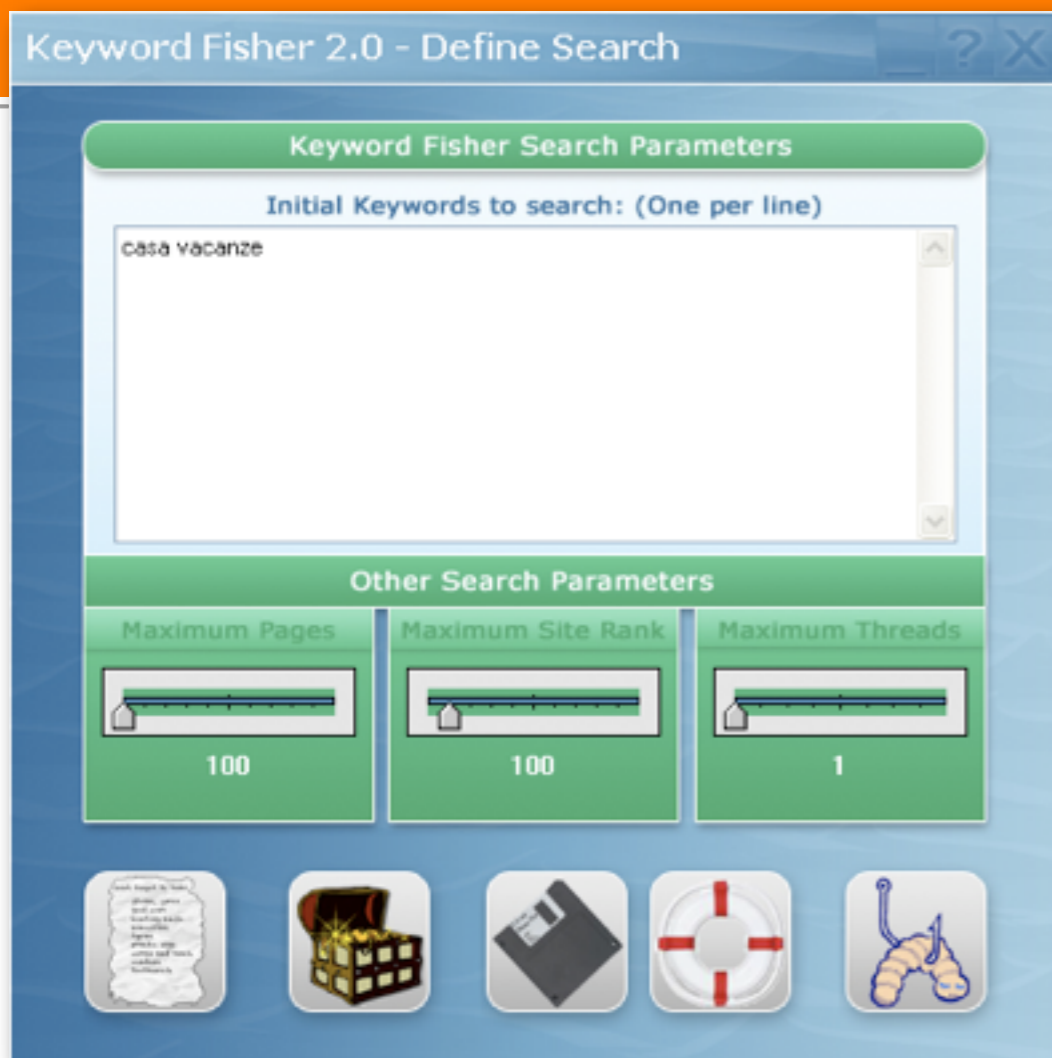 Keyword Fisher 2.0 - Define Search
Keyword Fisher Search Parameters
Initial Keywords to search: (One per line)
casa vacanze
Other Search Parameters
Maximum Pages
Maximum Site Rank
Maximum Threads
100
100
1